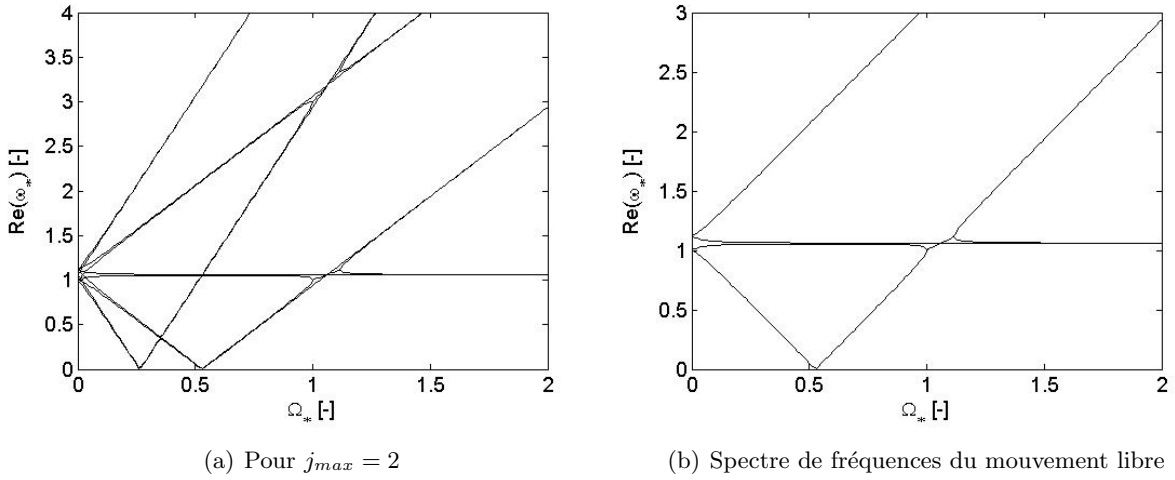 4
3.5
3
2.5
2
1.5
1
0.5
0
Re(ω*) [-]
0 0.5 1 1.5 2
Ω* [-]
(a) Pour jmax = 2
3
2.5
2
1.5
1
0.5
0
Re(ω*) [-]
0 0.5 1 1.5 2
Ω* [-]
(b) Spectre de fréquences du mouvement libre